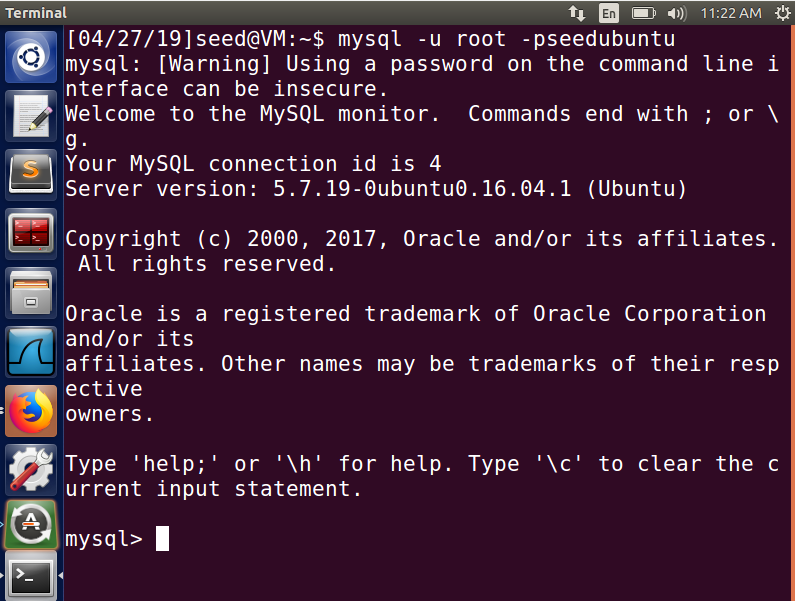 Terminal
En
11:22 AM
[04/27/19]seed@VM:~$ mysql -u root -pseedubuntu
mysql: [Warning] Using a password on the command line i
nterface can be insecure.
Welcome to the MySQL monitor.  Commands end with ; or \
g.
Your MySQL connection id is 4
Server version: 5.7.19-0ubuntu0.16.04.1 (Ubuntu)
Copyright (c) 2000, 2017, Oracle and/or its affiliates.
 All rights reserved.
Oracle is a registered trademark of Oracle Corporation
and/or its
affiliates. Other names may be trademarks of their resp
ective
owners.
Type 'help;' or '\h' for help. Type '\c' to clear the c
urrent input statement.
mysql>